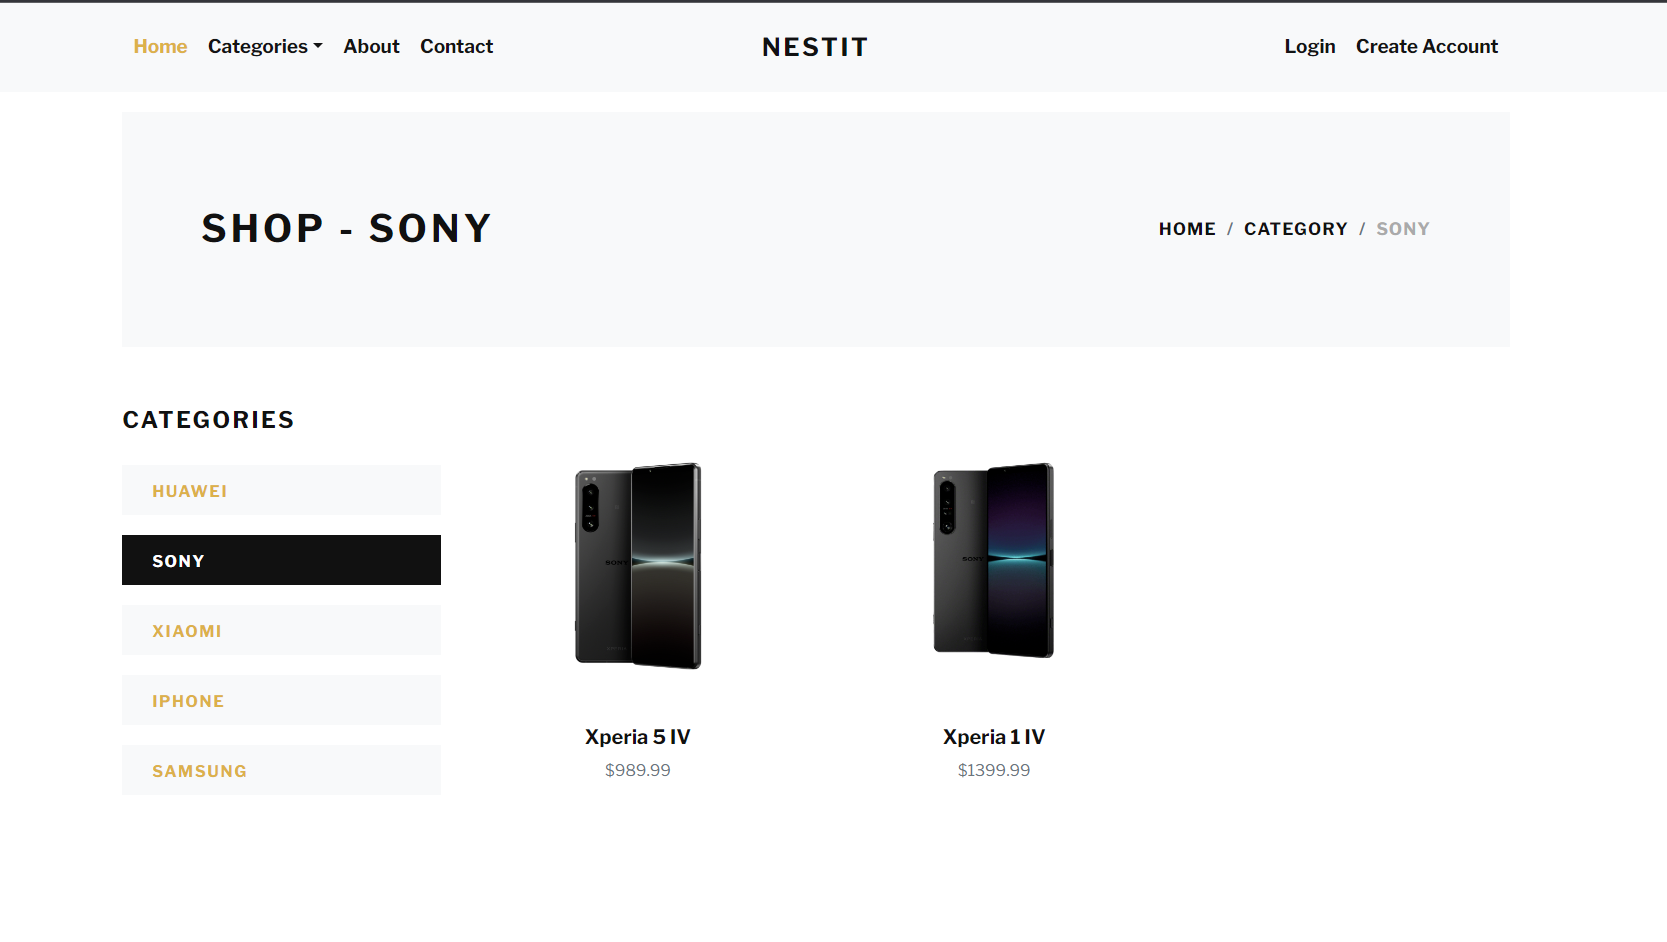 Home Categories About Contact NESTIT Login Create Account
SHOP - SONY HOME / CATEGORY / SONY
CATEGORIES
HUAWEI
SONY
XIAOMI
IPHONE
SAMSUNG
SONY
SONY
Xperia 5 IV
$989.99
Xperia 1 IV
$1399.99